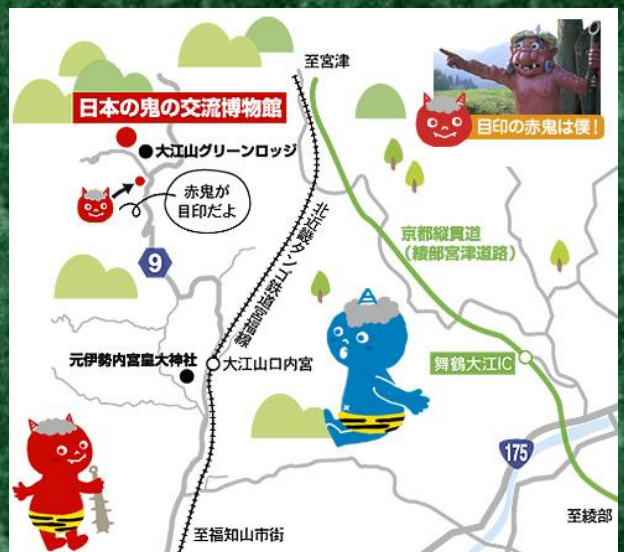 至宮津
日本の鬼の交流博物館
大江山グリーンロッジ
目印の赤鬼は僕!
赤鬼が
目印だよ
9
北近畿タンゴ鉄道宮福線
京都縦貫道
(綾部宮津道路)
元伊勢内宮皇大神社
大江山口内宮
舞鶴大江IC
175
至綾部
至福知山市街